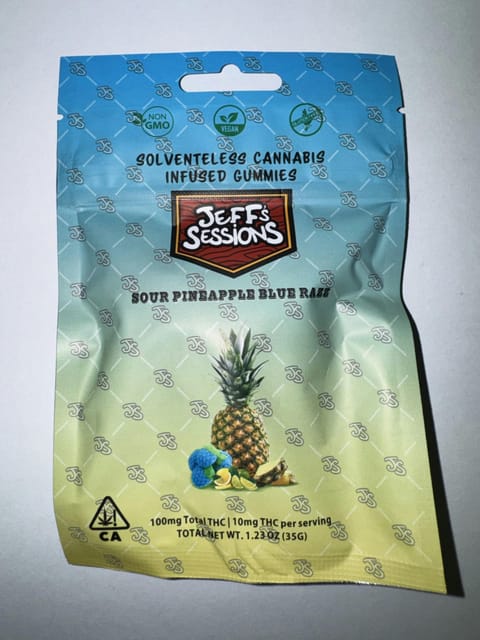 NON
GMO
VEGAN
SOLVENTELESS CANNABIS
INFUSED GUMMIES
JEFF's
SESSIONS
SOUR PINEAPPLE BLUE RAZZ
100mg Total THC | 10mg THC per serving
TOTAL NET WT. 1.23 OZ (35G)
CA